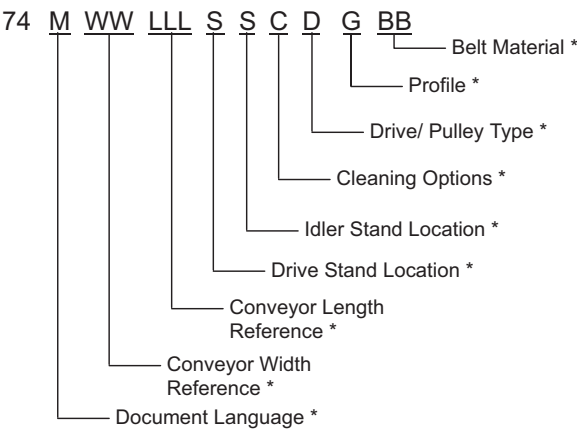 74 M WW LLL S S C D G BB
Belt Material *
Profile *
Drive/ Pulley Type *
Cleaning Options *
Idler Stand Location *
Drive Stand Location *
Conveyor Length
Reference *
Conveyor Width
Reference *
Document Language *